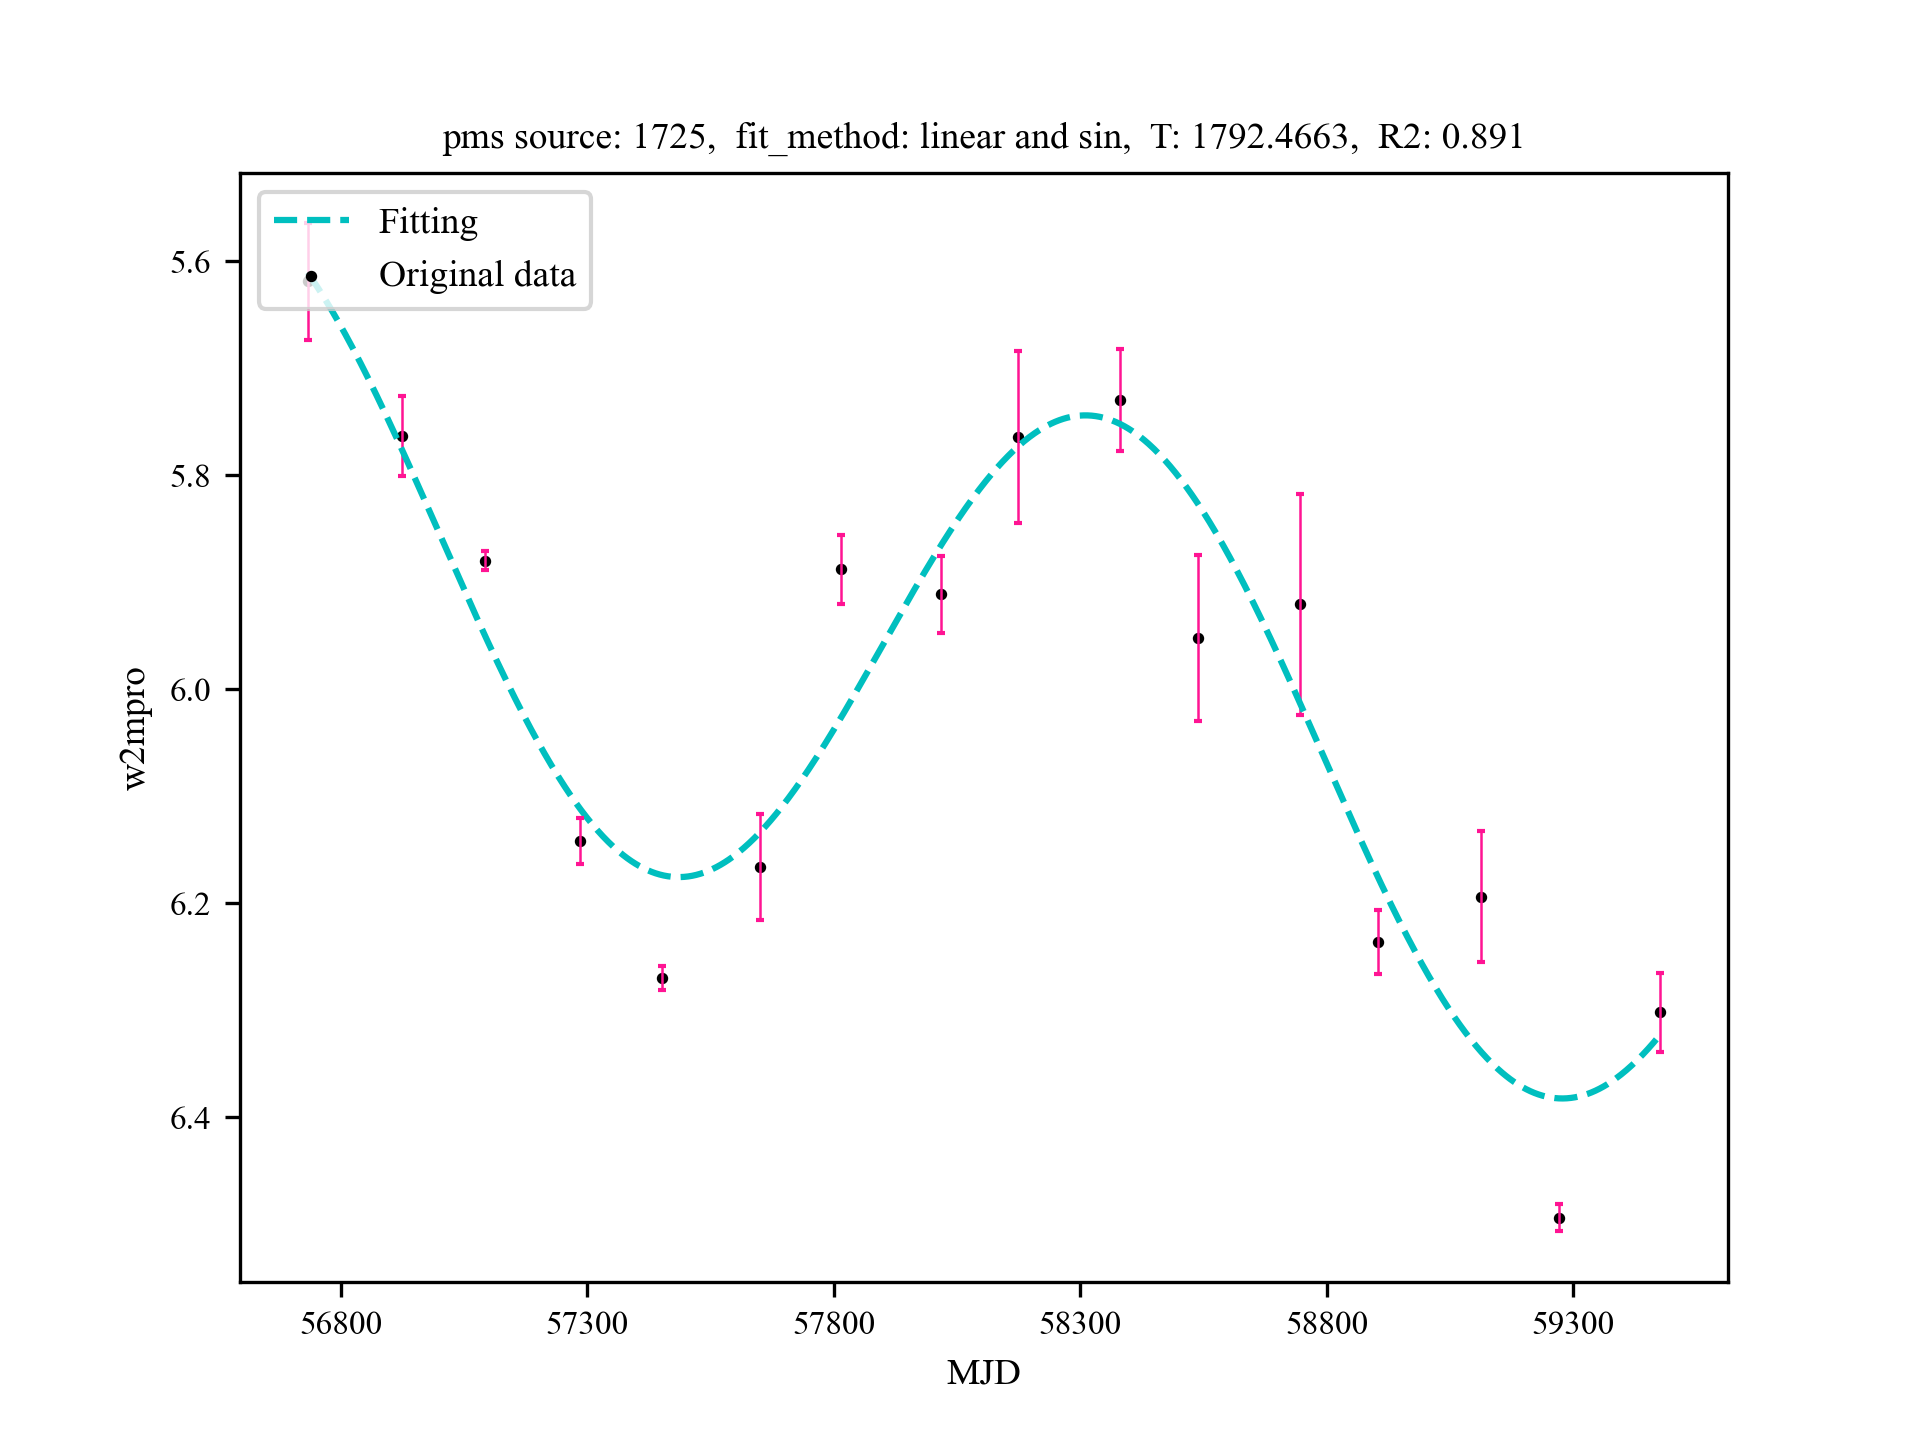 pms source: 1725,  fit_method: linear and sin,  T: 1792.4663,  R2: 0.891
Fitting
Original data
5.6
5.8
6.0
6.2
6.4
w2mpro
56800
57300
57800
58300
58800
59300
MJD